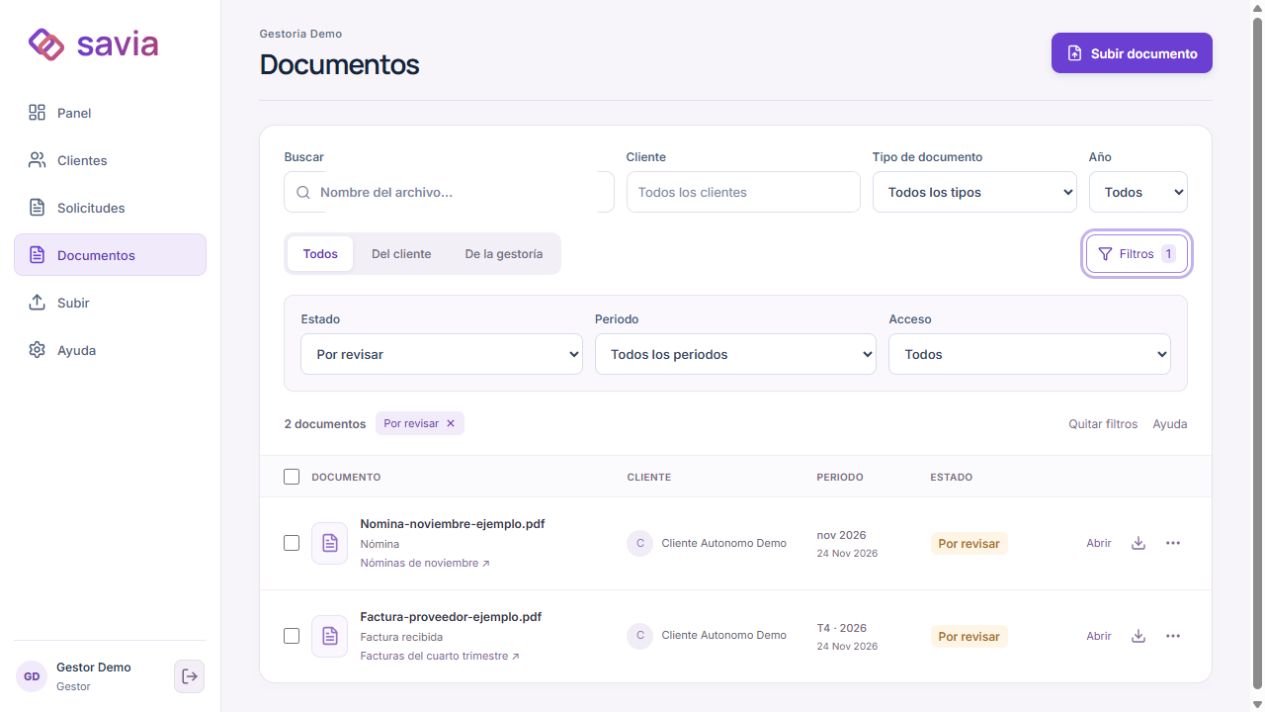 savia
Panel
Clientes
Solicitudes
Documentos
Subir
Ayuda
GD
Gestor Demo
Gestor
Gestoria Demo
Documentos
Subir documento
Buscar
Nombre del archivo...
Cliente
Todos los clientes
Tipo de documento
Todos los tipos
Año
Todos
Todos
Del cliente
De la gestoría
Filtros 1
Estado
Por revisar
Periodo
Todos los periodos
Acceso
Todos
2 documentos
Por revisar ×
Quitar filtros
Ayuda
DOCUMENTO
CLIENTE
PERIODO
ESTADO
Nomina-noviembre-ejemplo.pdf
Nómina
Nóminas de noviembre ↗
C
Cliente Autonomo Demo
nov 2026
24 Nov 2026
Por revisar
Abrir
Factura-proveedor-ejemplo.pdf
Factura recibida
Facturas del cuarto trimestre ↗
C
Cliente Autonomo Demo
T4 · 2026
24 Nov 2026
Por revisar
Abrir